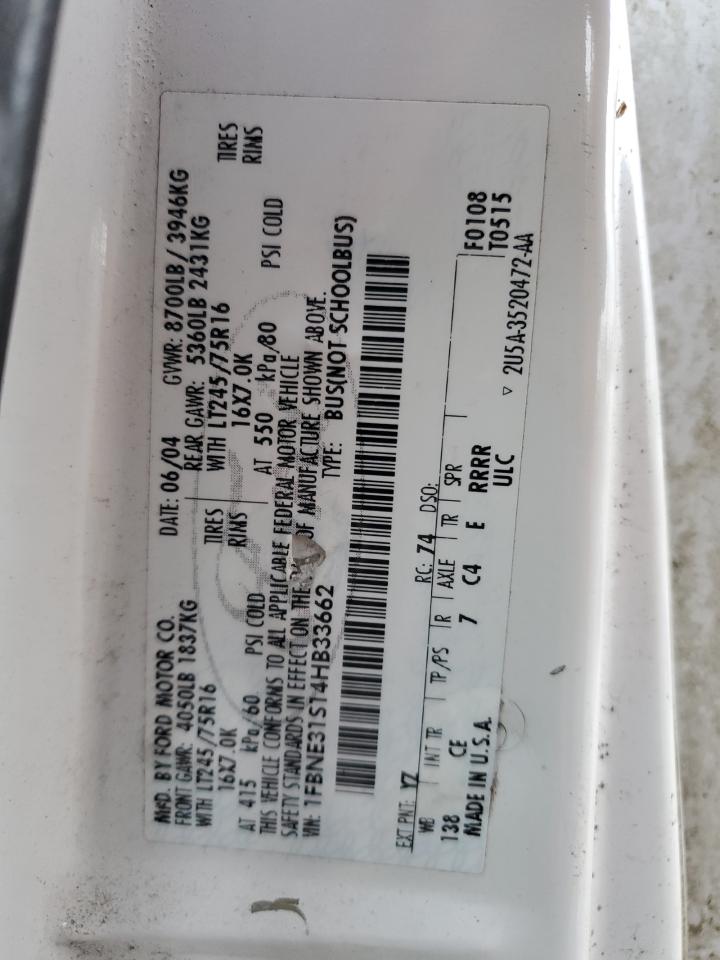 MFD. BY FORD MOTOR CO. DATE: 06/04 GVWR: 8700LB / 3946KG
FRONT GAWR: 4050LB 1837KG REAR GAWR: 5360LB 2431KG
WITH LT245/75R16 TIRES WITH LT245/75R16 TIRES
16X7.0K RIMS 16X7.0K RIMS
AT 415 kPa/60 PSI COLD AT 550 kPa/80 PSI COLD
THIS VEHICLE CONFORMS TO ALL APPLICABLE FEDERAL MOTOR VEHICLE
SAFETY STANDARDS IN EFFECT ON THE OF MANUFACTURE SHOWN ABOVE.
VIN: 1FBNE31S14HB33662 TYPE: BUS(NOT SCHOOLBUS)
EXT PNT: YZ RC: 74 DSO:
WB INT TR TP/PS R AXLE TR SPR
138 CE 7 C4 E RRRR F0108
MADE IN U.S.A. ULC T0515
▽ 2U5A-3520472-AA